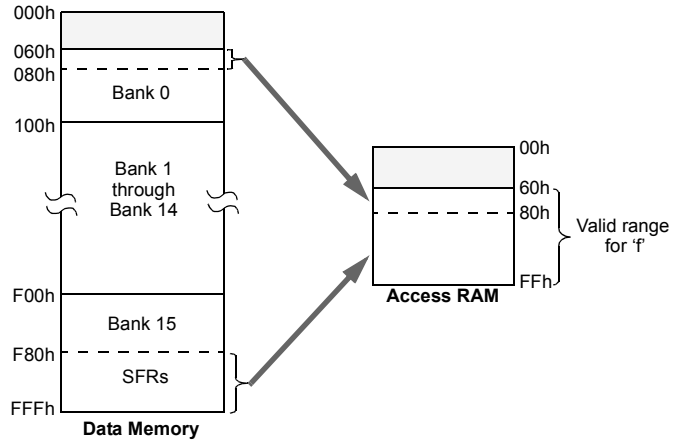 000h
060h
080h
Bank 0
100h
Bank 1
through
Bank 14
F00h
Bank 15
F80h
SFRs
FFFh
Data Memory
00h
60h
80h
Valid range
for ‘f’
FFh
Access RAM